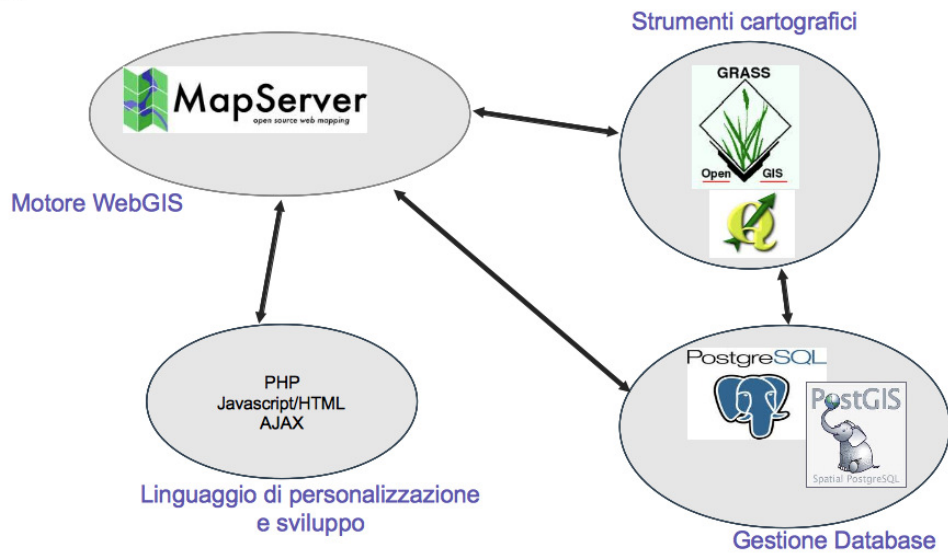 Strumenti cartografici
GRASS
Open GIS
MapServer
open source web mapping
Motore WebGIS
PHP
Javascript/HTML
AJAX
Linguaggio di personalizzazione
e sviluppo
PostgreSQL
PostGIS
Spatial PostgreSQL
Gestione Database